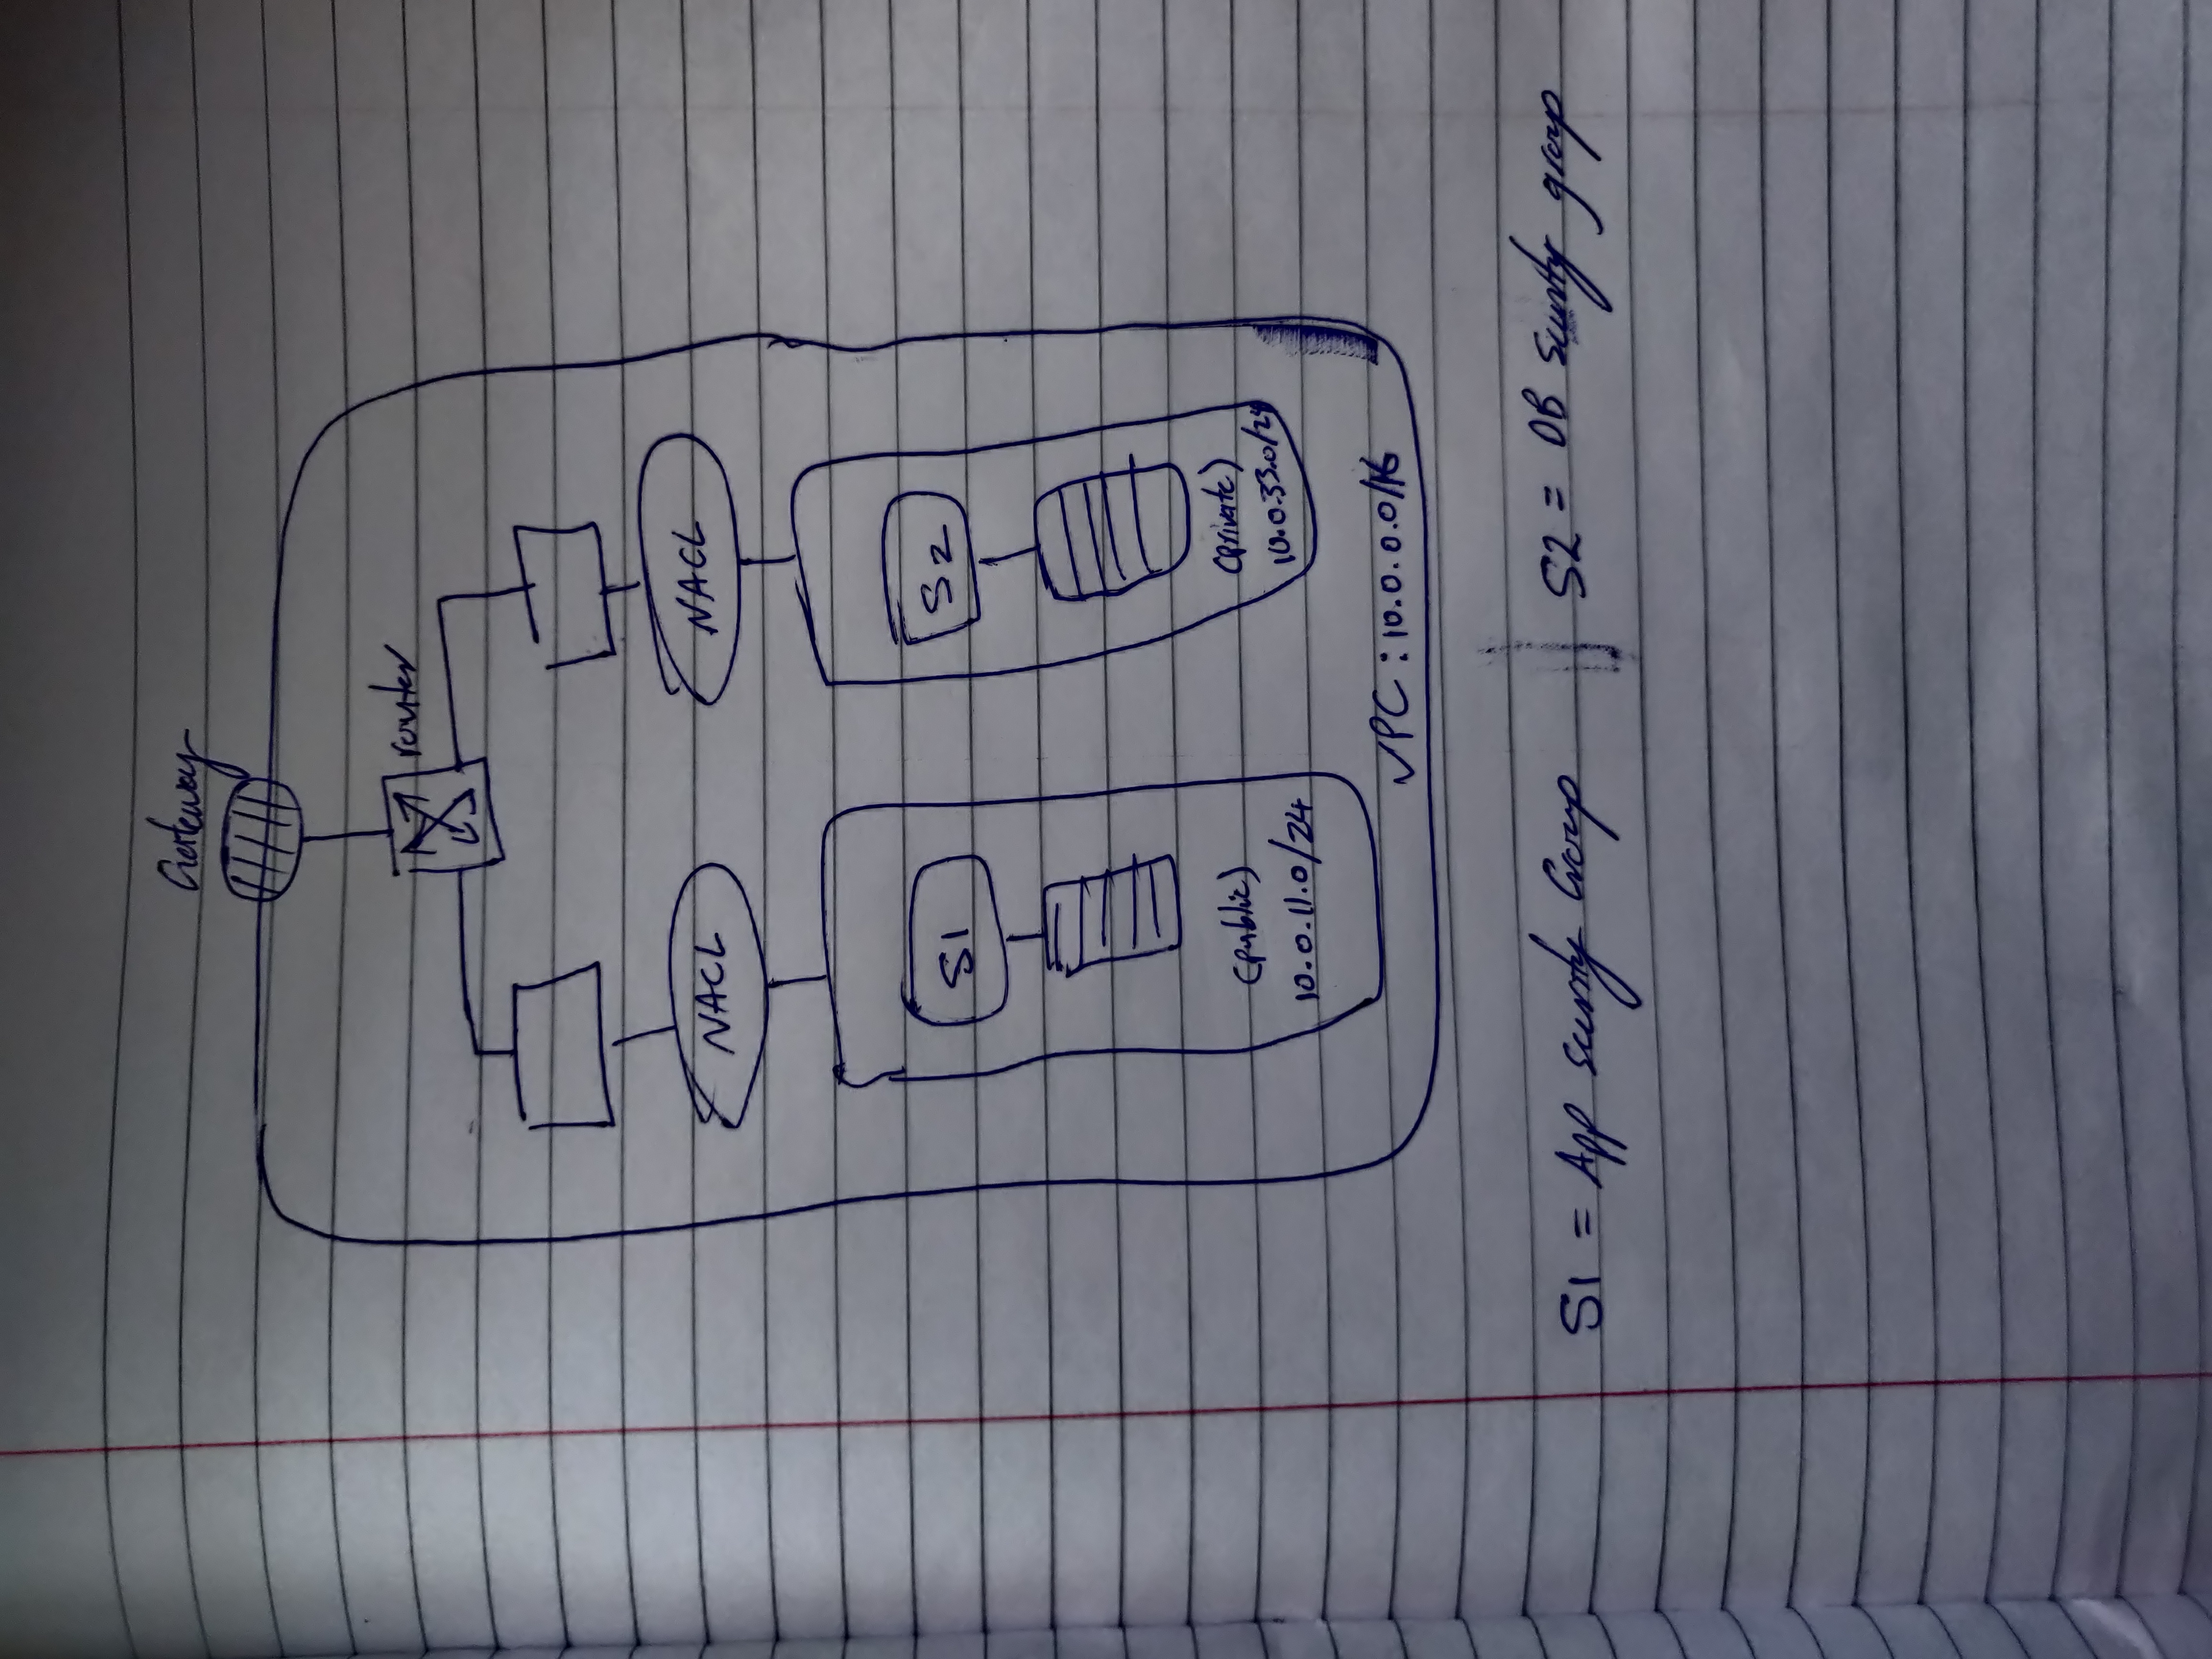 Gateway
router
NACL
NACL
S1
S2
(public)
10.0.11.0/24
(private)
10.0.33.0/24
VPC : 10.0.0.0/16
S1 = App security Group
S2 = DB security group